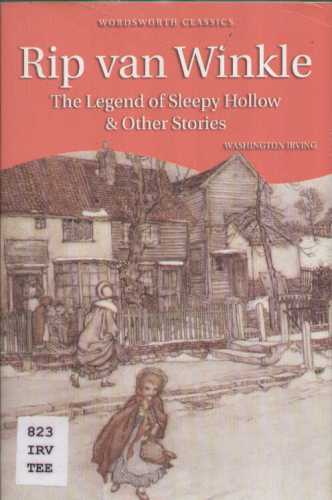 WORDSWORTH CLASSICS
Rip van Winkle
The Legend of Sleepy Hollow
& Other Stories
WASHINGTON IRVING
823
IRV
TEE